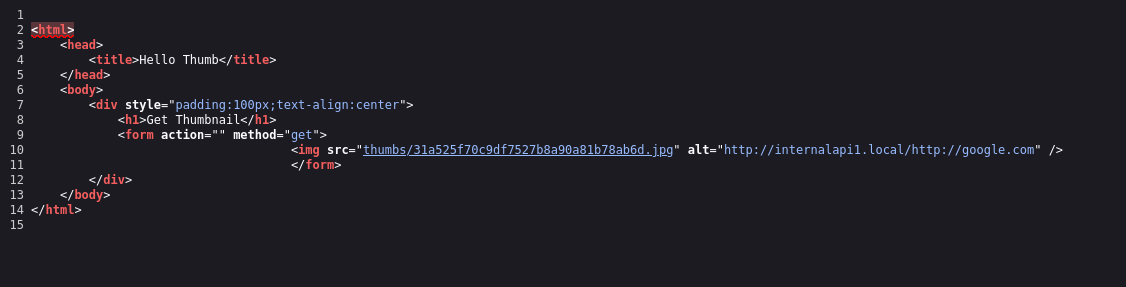 1
2 <html>
3     <head>
4         <title>Hello Thumb</title>
5     </head>
6     <body>
7         <div style="padding:100px;text-align:center">
8             <h1>Get Thumbnail</h1>
9             <form action="" method="get">
10                                     <img src="thumbs/31a525f70c9df7527b8a90a81b78ab6d.jpg" alt="http://internalapi1.local/http://google.com" />
11                                     </form>
12         </div>
13     </body>
14 </html>
15